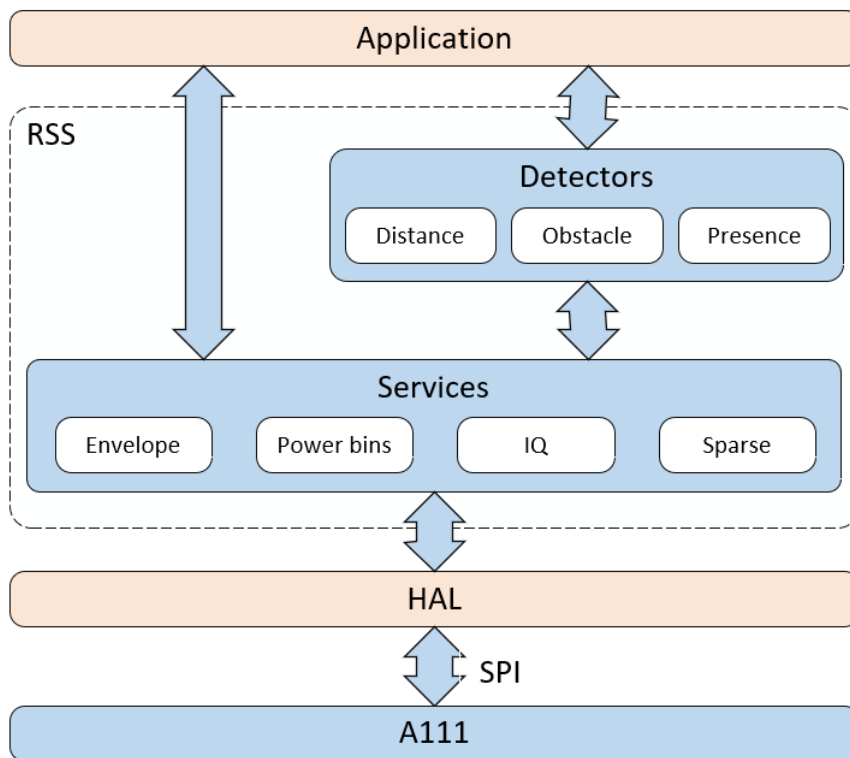 Application
RSS
Detectors
Distance
Obstacle
Presence
Services
Envelope
Power bins
IQ
Sparse
HAL
SPI
A111